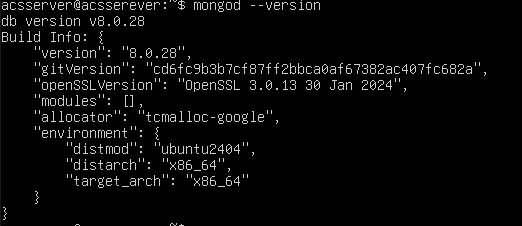 acsserver@acsserever:~$ mongod --version
db version v8.0.28
Build Info: {
    "version": "8.0.28",
    "gitVersion": "cd6fc9b3b7cf87ff2bbca0af67382ac407fc682a",
    "openSSLVersion": "OpenSSL 3.0.13 30 Jan 2024",
    "modules": [],
    "allocator": "tcmalloc-google",
    "environment": {
        "distmod": "ubuntu2404",
        "distarch": "x86_64",
        "target_arch": "x86_64"
    }
}